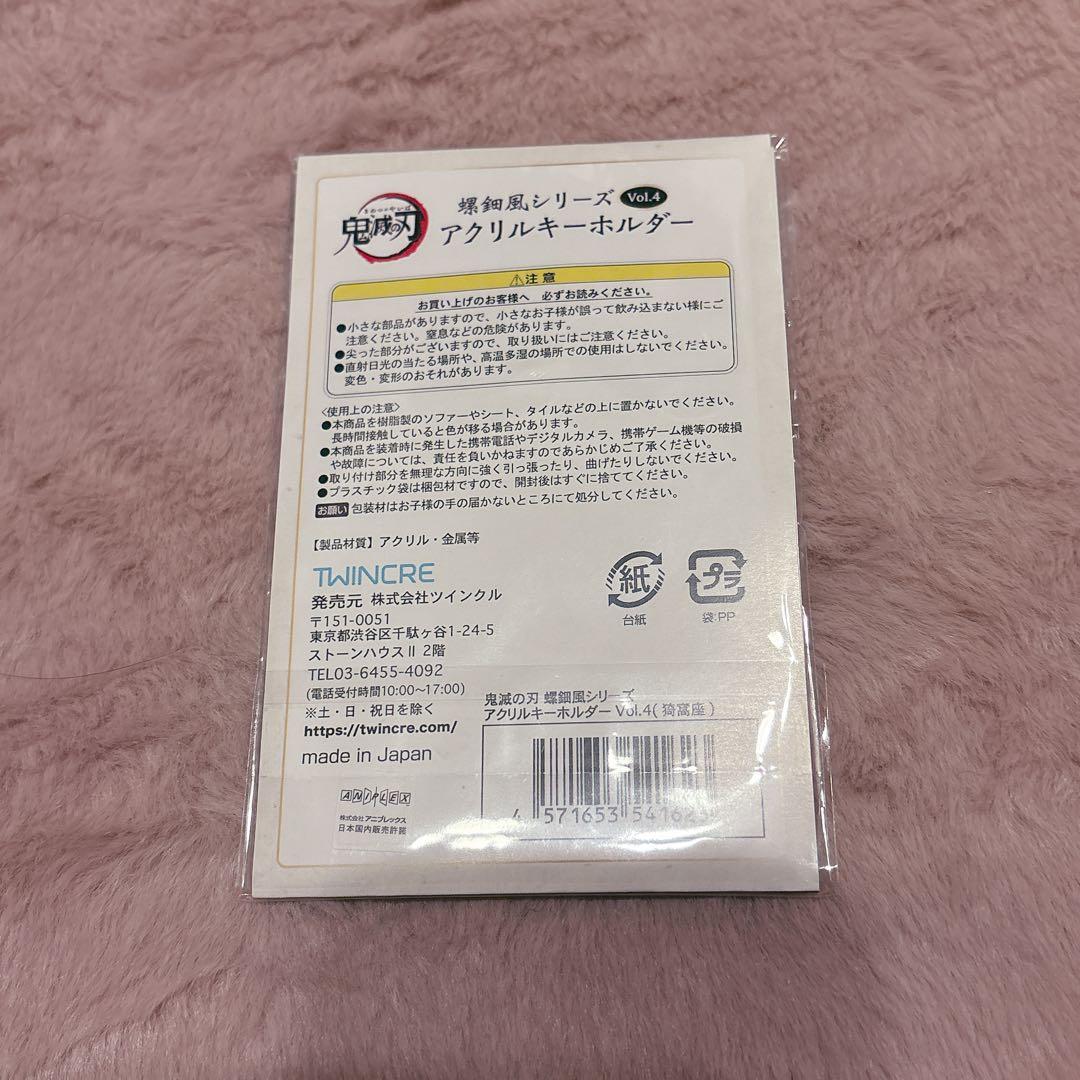 きめつのやいば
鬼滅の刃
螺鈿風シリーズ Vol.4
アクリルキーホルダー
⚠注意
お買い上げのお客様へ 必ずお読みください。
●小さな部品がありますので、小さなお子様が誤って飲み込まない様にご
注意ください。窒息などの危険があります。
●尖った部分がございますので、取り扱いにはご注意ください。
●直射日光の当たる場所や、高温多湿の場所での使用はしないでください。
変色・変形のおそれがあります。
〈使用上の注意〉
●本商品を樹脂製のソファーやシート、タイルなどの上に置かないでください。
長時間接触していると色が移る場合があります。
●本商品を装着時に発生した携帯電話やデジタルカメラ、携帯ゲーム機等の破損
や故障については、責任を負いかねますのであらかじめご了承ください。
●取り付け部分を無理な方向に強く引っ張ったり、曲げたりしないでください。
●プラスチック袋は梱包材ですので、開封後はすぐに捨ててください。
お願い 包装材はお子様の手の届かないところにて処分してください。
【製品材質】アクリル・金属等
TWINCRE
発売元 株式会社ツインクル
〒151-0051
東京都渋谷区千駄ヶ谷1-24-5
ストーンハウスⅡ 2階
TEL03-6455-4092
(電話受付時間10:00〜17:00)
※土・日・祝日を除く
https://twincre.com/
made in Japan
紙
台紙
プラ
袋:PP
鬼滅の刃 螺鈿風シリーズ
アクリルキーホルダー Vol.4(猗窩座)
4 571653
ANIPLEX
株式会社アニプレックス
日本国内販売許諾